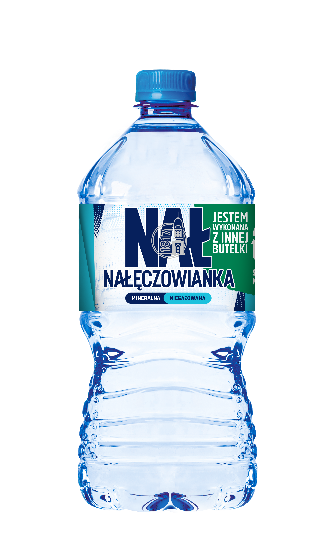 NAŁ
NAŁĘCZOWIANKA
MINERALNA NIEGAZOWANA
JESTEM
WYKONANA
Z INNEJ
BUTELKI